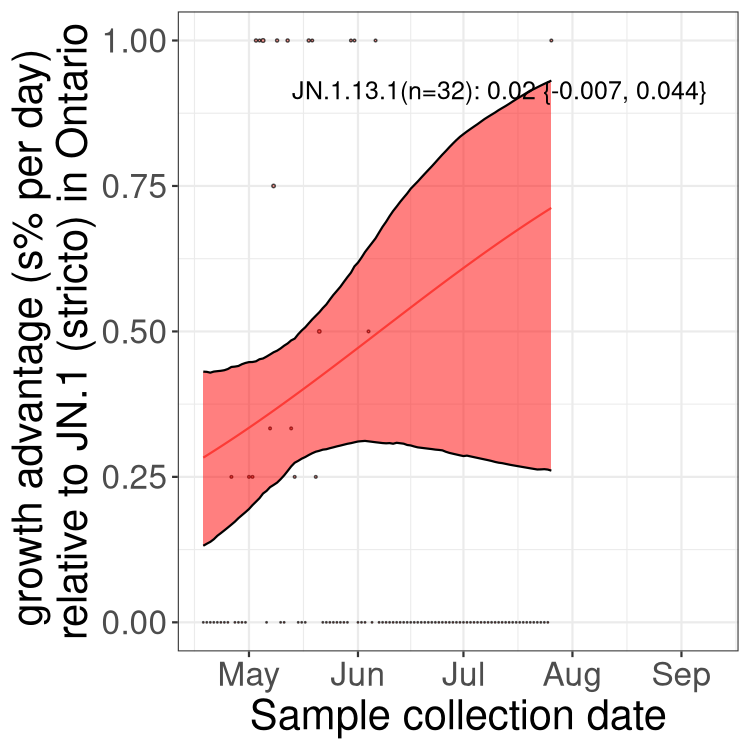 growth advantage (s% per day)
relative to JN.1 (stricto) in Ontario
1.00
0.75
0.50
0.25
0.00
JN.1.13.1(n=32): 0.02 {-0.007, 0.044}
May Jun Jul Aug Sep
Sample collection date